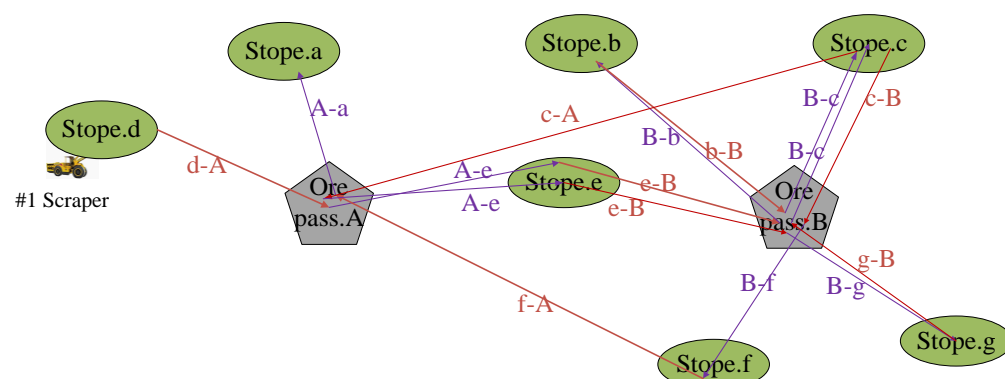 Stope.a
Stope.b
Stope.c
Stope.d
A-a
c-A
B-c
c-B
B-b
b-B
B-c
d-A
#1 Scraper
Ore
pass.A
A-e
A-e
Stope.e
e-B
e-B
Ore
pass.B
g-B
B-f
B-g
f-A
Stope.g
Stope.f